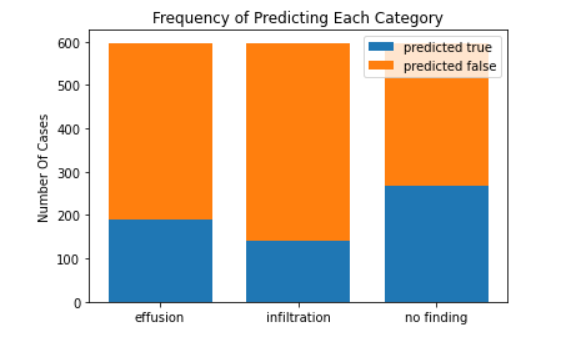 Frequency of Predicting Each Category
predicted true
predicted false
Number Of Cases
600
500
400
300
200
100
0
effusion
infiltration
no finding